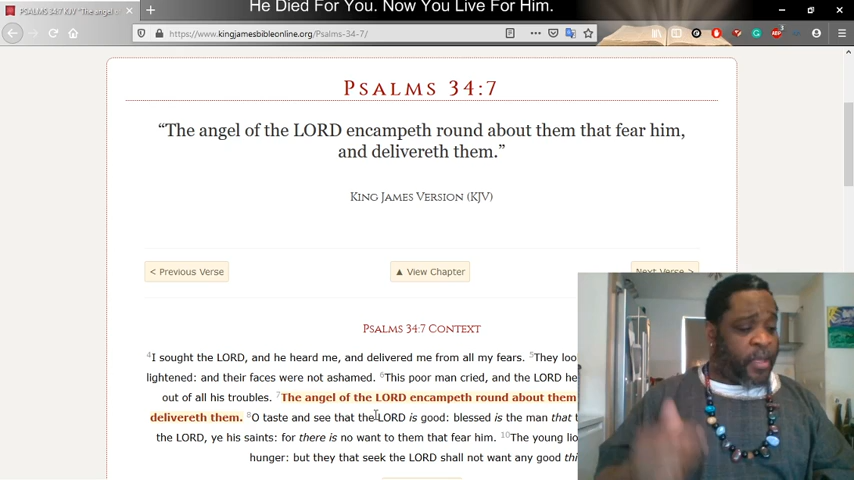 He Died For You. Now You Live For Him.
PSALMS 34:7 KJV "The angel
https://www.kingjamesbibleonline.org/Psalms-34-7/
PSALMS 34:7
“The angel of the LORD encampeth round about them that fear him,
and delivereth them.”
KING JAMES VERSION (KJV)
< Previous Verse
▲ View Chapter
Next Verse >
PSALMS 34:7 CONTEXT
4I sought the LORD, and he heard me, and delivered me from all my fears. 5They loo
lightened: and their faces were not ashamed. 6This poor man cried, and the LORD he
out of all his troubles. 7The angel of the LORD encampeth round about them
delivereth them. 8O taste and see that the LORD is good: blessed is the man that
the LORD, ye his saints: for there is no want to them that fear him. 10The young lio
hunger: but they that seek the LORD shall not want any good thi